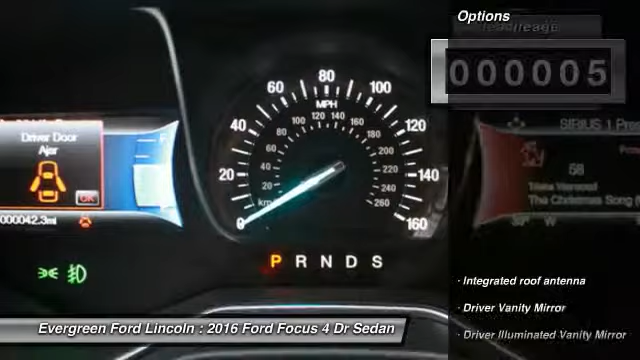 Options
000005
Driver Door
Ajar
OK
000042.3mi
F
MPH
0
20
40
60
80
100
120
140
160
20
40
60
80
100
120
140
160
180
200
220
240
260
P R N D S
SIRIUS 1
68
The Christmas Song
W
· Integrated roof antenna
· Driver Vanity Mirror
· Driver Illuminated Vanity Mirror
Evergreen Ford Lincoln : 2016 Ford Focus 4 Dr Sedan